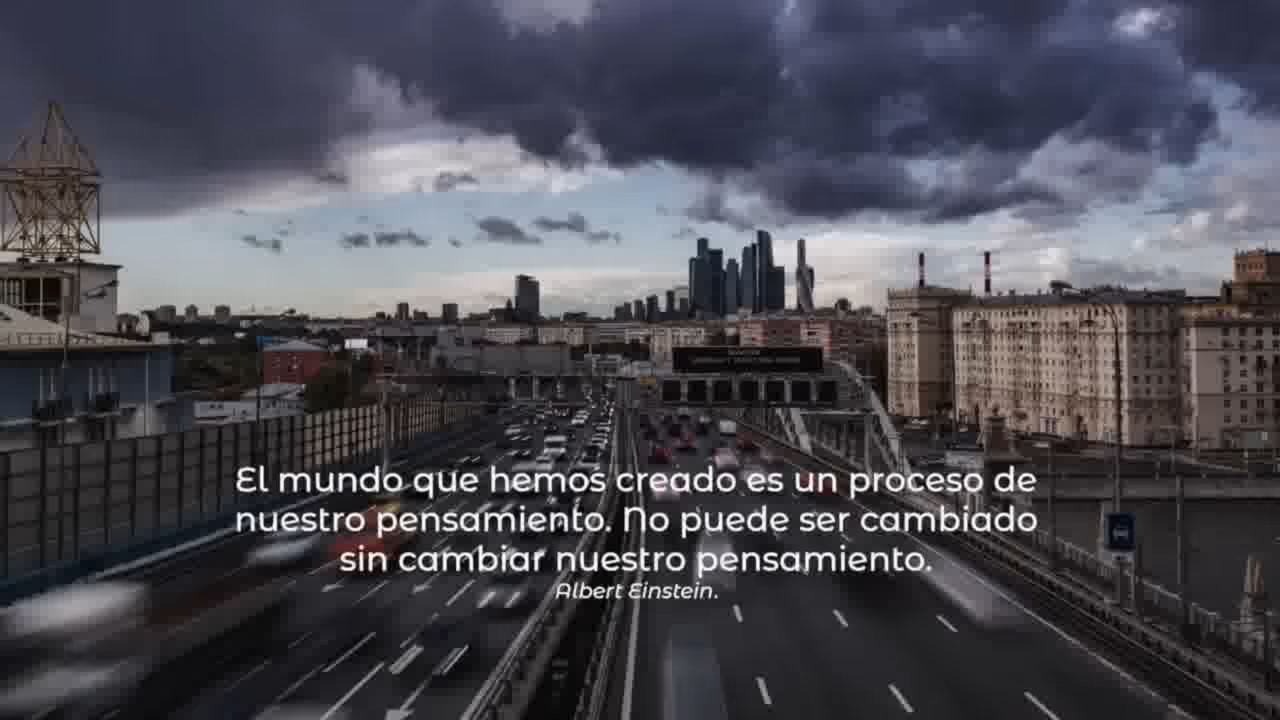 El mundo que hemos creado es un proceso de
nuestro pensamiento. No puede ser cambiado
sin cambiar nuestro pensamiento.
Albert Einstein.